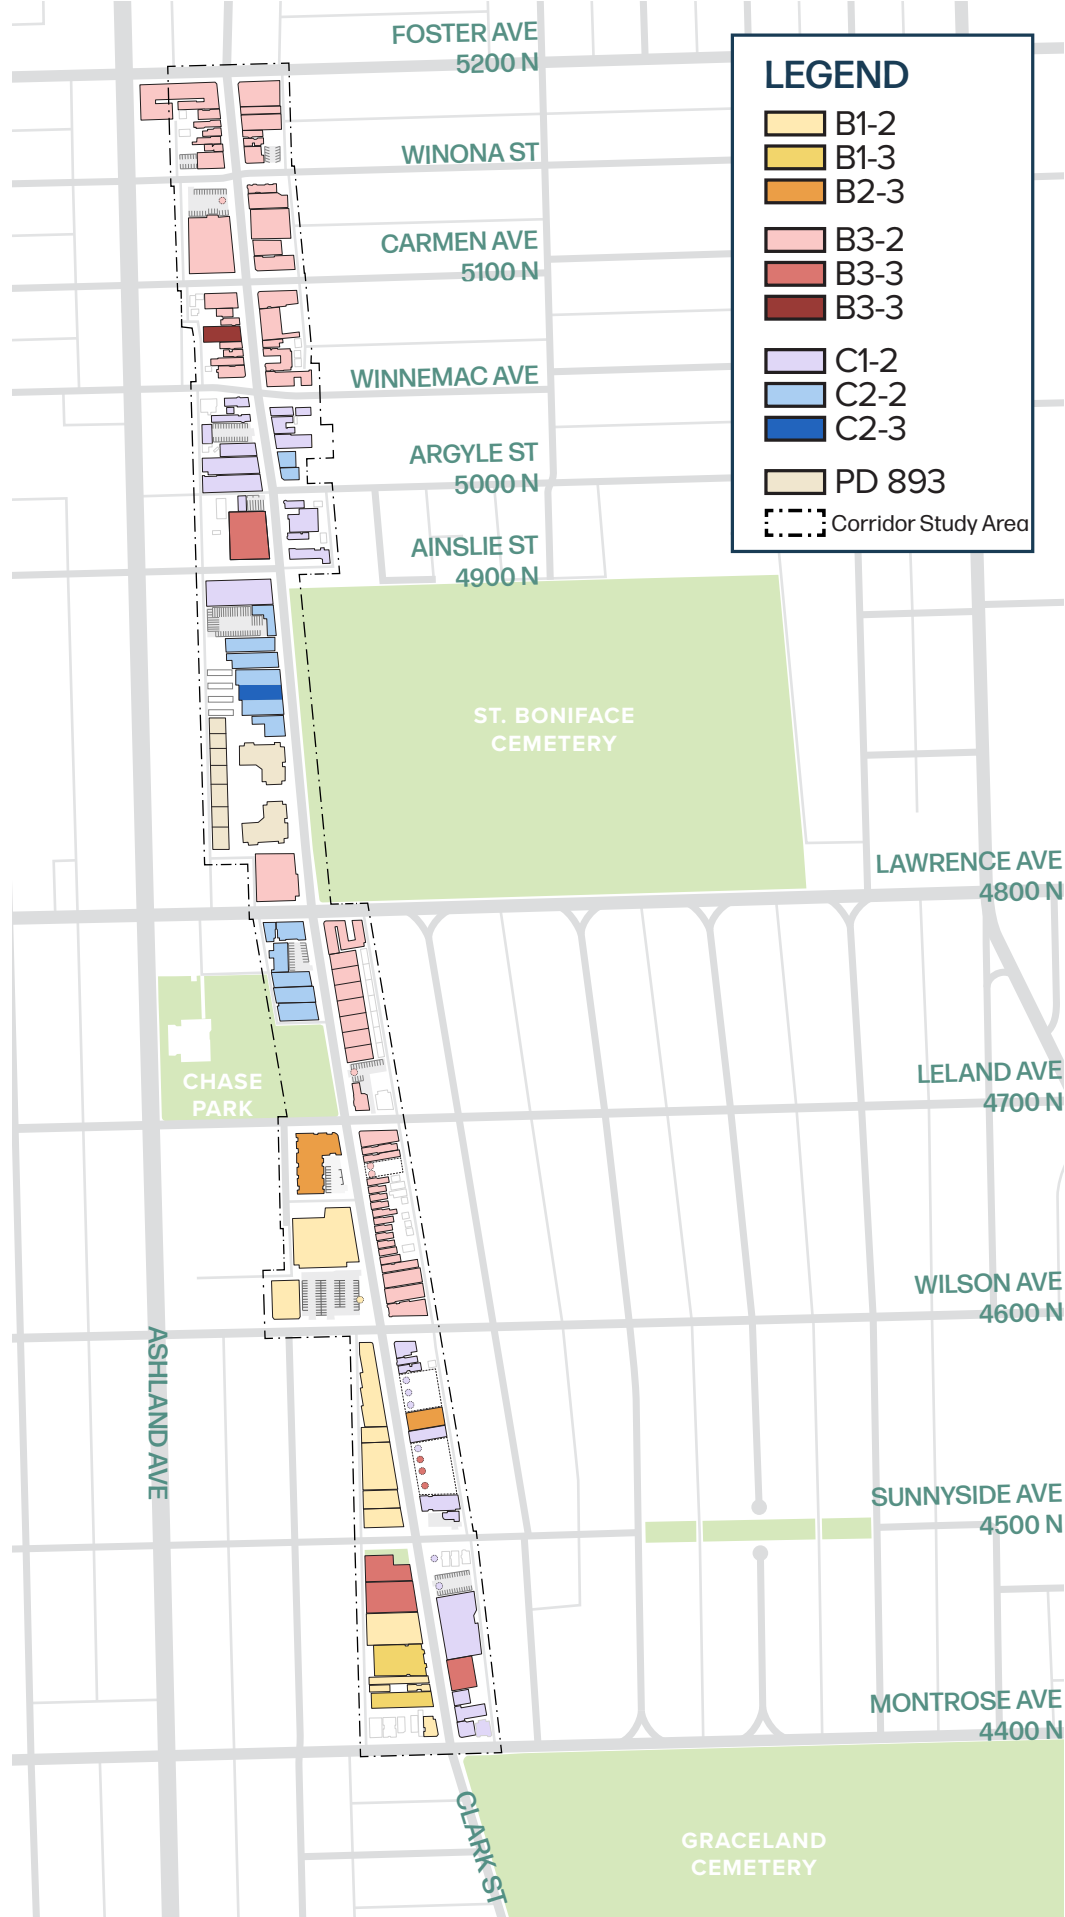 FOSTER AVE
5200 N
WINONA ST
CARMEN AVE
5100 N
WINNEMAC AVE
ARGYLE ST
5000 N
AINSLIE ST
4900 N
LEGEND
B1-2
B1-3
B2-3
B3-2
B3-3
B3-3
C1-2
C2-2
C2-3
PD 893
Corridor Study Area
ST. BONIFACE
CEMETERY
LAWRENCE AVE
4800 N
CHASE
PARK
LELAND AVE
4700 N
WILSON AVE
4600 N
ASHLAND AVE
SUNNYSIDE AVE
4500 N
MONTROSE AVE
4400 N
CLARK ST
GRACELAND
CEMETERY